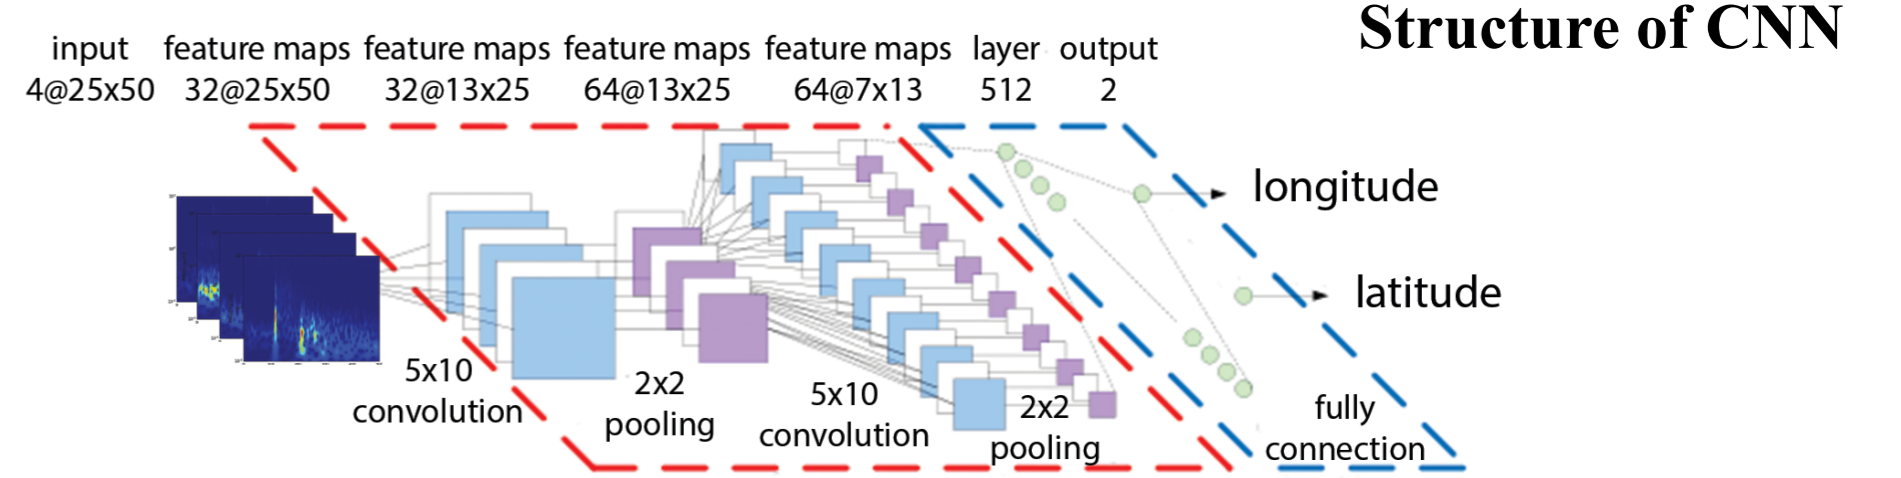 Structure of CNN
input feature maps feature maps feature maps feature maps layer output
4@25x50 32@25x50 32@13x25 64@13x25 64@7x13 512 2
longitude
latitude
5x10
convolution
2x2
pooling
5x10
convolution
2x2
pooling
fully
connection